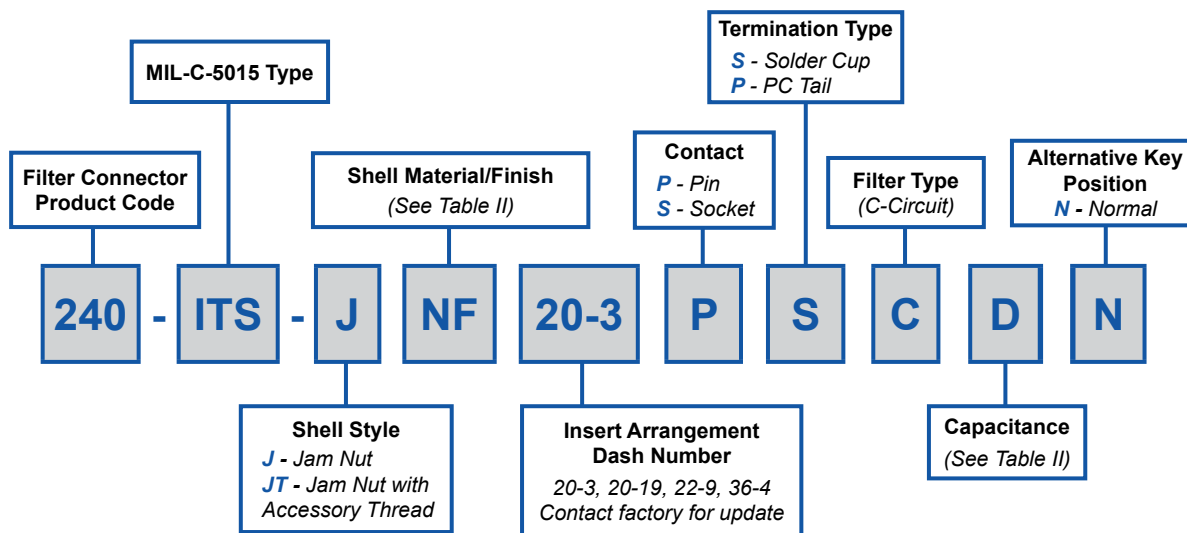 Termination Type
S - Solder Cup
P - PC Tail
MIL-C-5015 Type
Filter Connector
Product Code
Shell Material/Finish
(See Table II)
Contact
P - Pin
S - Socket
Filter Type
(C-Circuit)
Alternative Key
Position
N - Normal
240 - ITS - J NF 20-3 P S C D N
Shell Style
J - Jam Nut
JT - Jam Nut with
Accessory Thread
Insert Arrangement
Dash Number
20-3, 20-19, 22-9, 36-4
Contact factory for update
Capacitance
(See Table II)